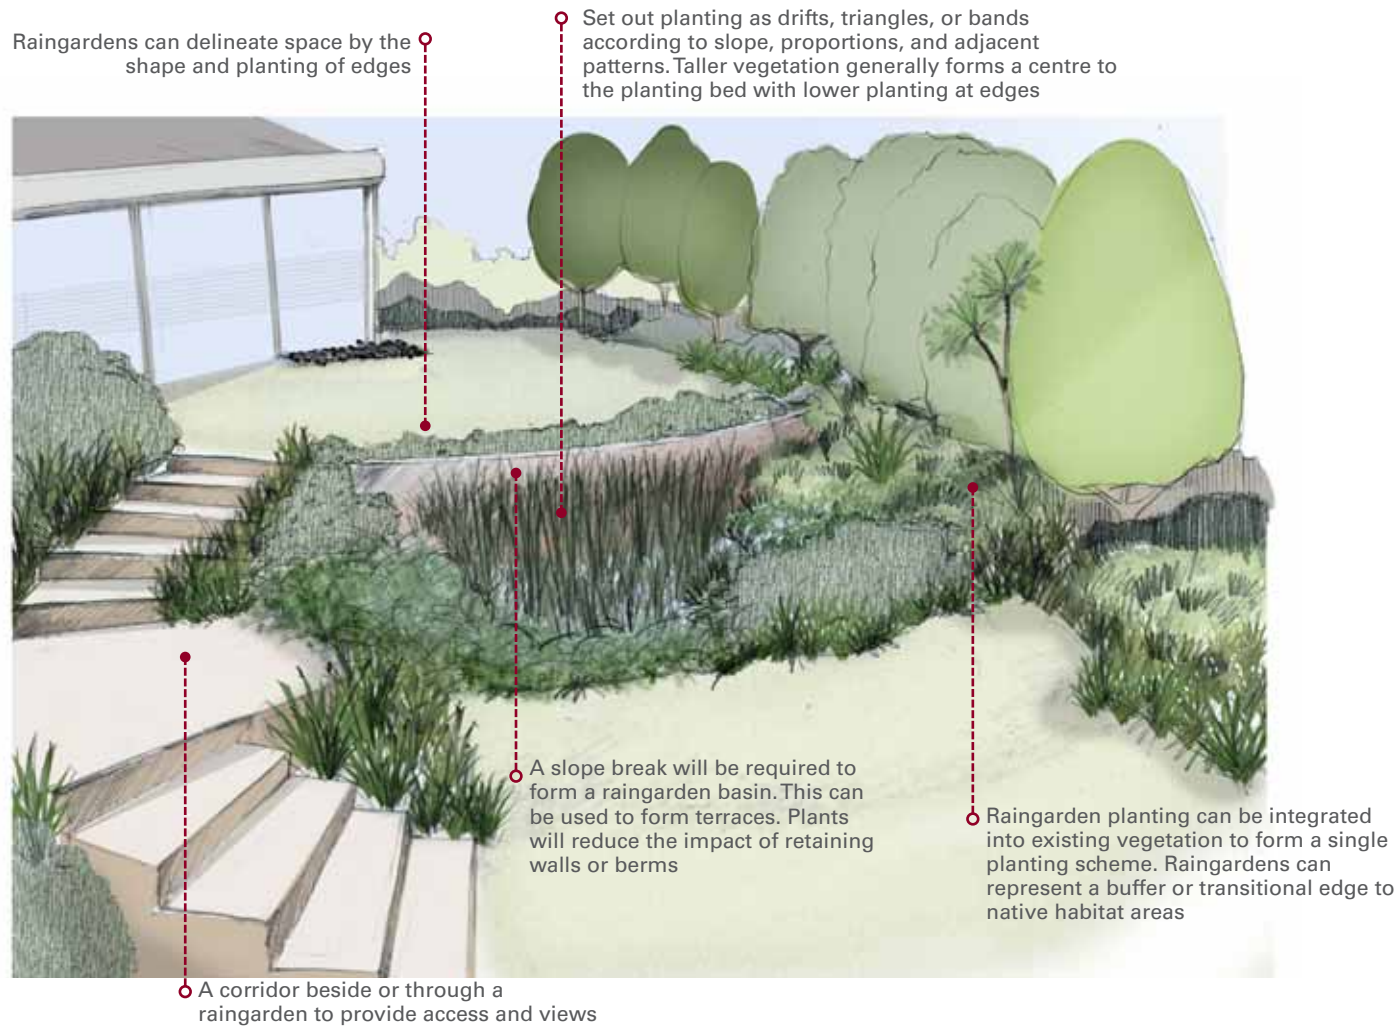 Raingardens can delineate space by the
shape and planting of edges
Set out planting as drifts, triangles, or bands
according to slope, proportions, and adjacent
patterns. Taller vegetation generally forms a centre to
the planting bed with lower planting at edges
A slope break will be required to
form a raingarden basin. This can
be used to form terraces. Plants
will reduce the impact of retaining
walls or berms
Raingarden planting can be integrated
into existing vegetation to form a single
planting scheme. Raingardens can
represent a buffer or transitional edge to
native habitat areas
A corridor beside or through a
raingarden to provide access and views